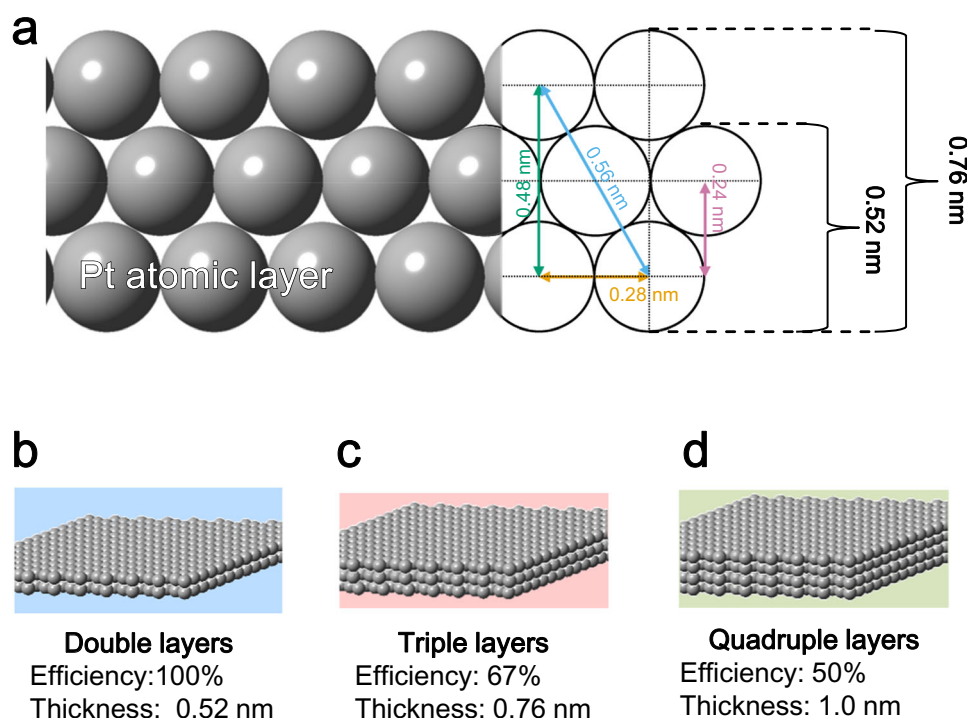 a
0.48 nm
0.56 nm
0.24 nm
0.28 nm
0.52 nm
0.76 nm
Pt atomic layer
b
c
d
Double layers
Efficiency:100%
Thickness: 0.52 nm
Triple layers
Efficiency: 67%
Thickness: 0.76 nm
Quadruple layers
Efficiency: 50%
Thickness: 1.0 nm